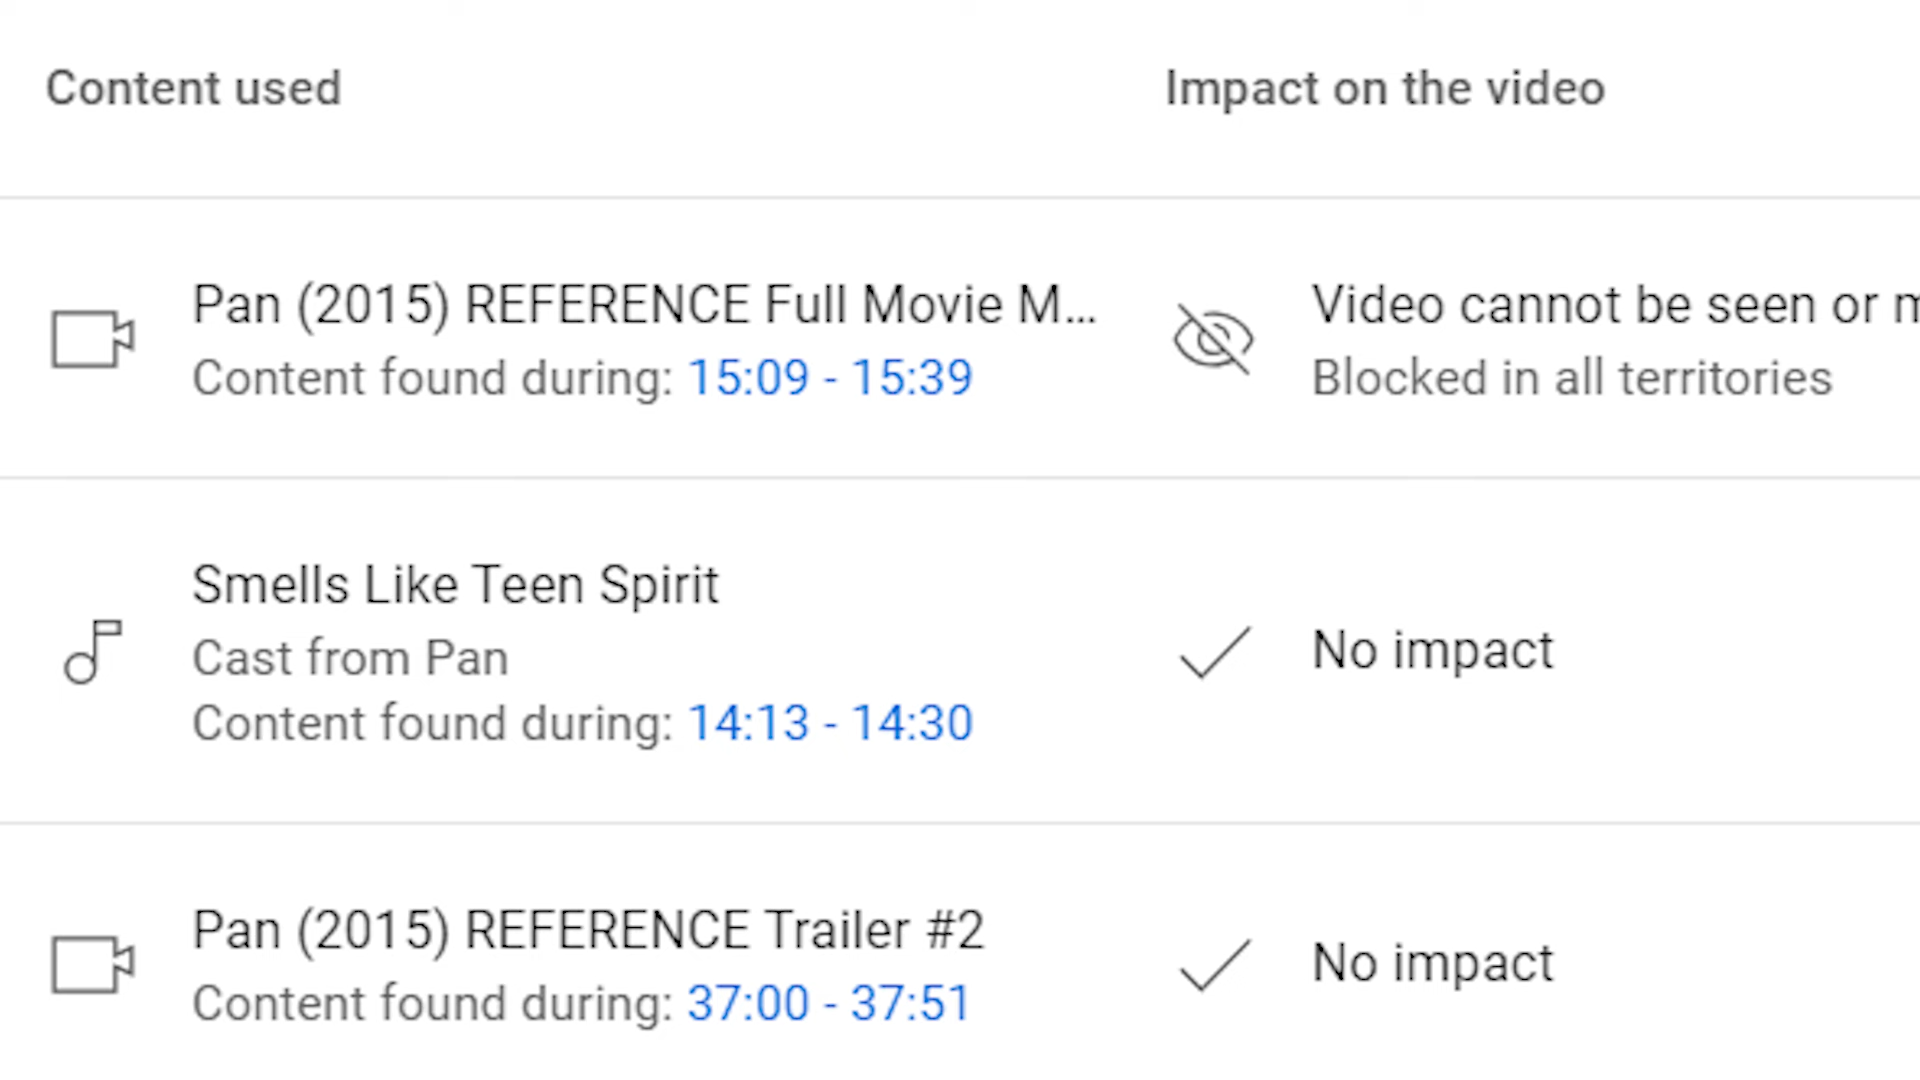 Content used
Impact on the video
Pan (2015) REFERENCE Full Movie M...
Content found during: 15:09 - 15:39
Video cannot be seen or m
Blocked in all territories
Smells Like Teen Spirit
Cast from Pan
Content found during: 14:13 - 14:30
No impact
Pan (2015) REFERENCE Trailer #2
Content found during: 37:00 - 37:51
No impact